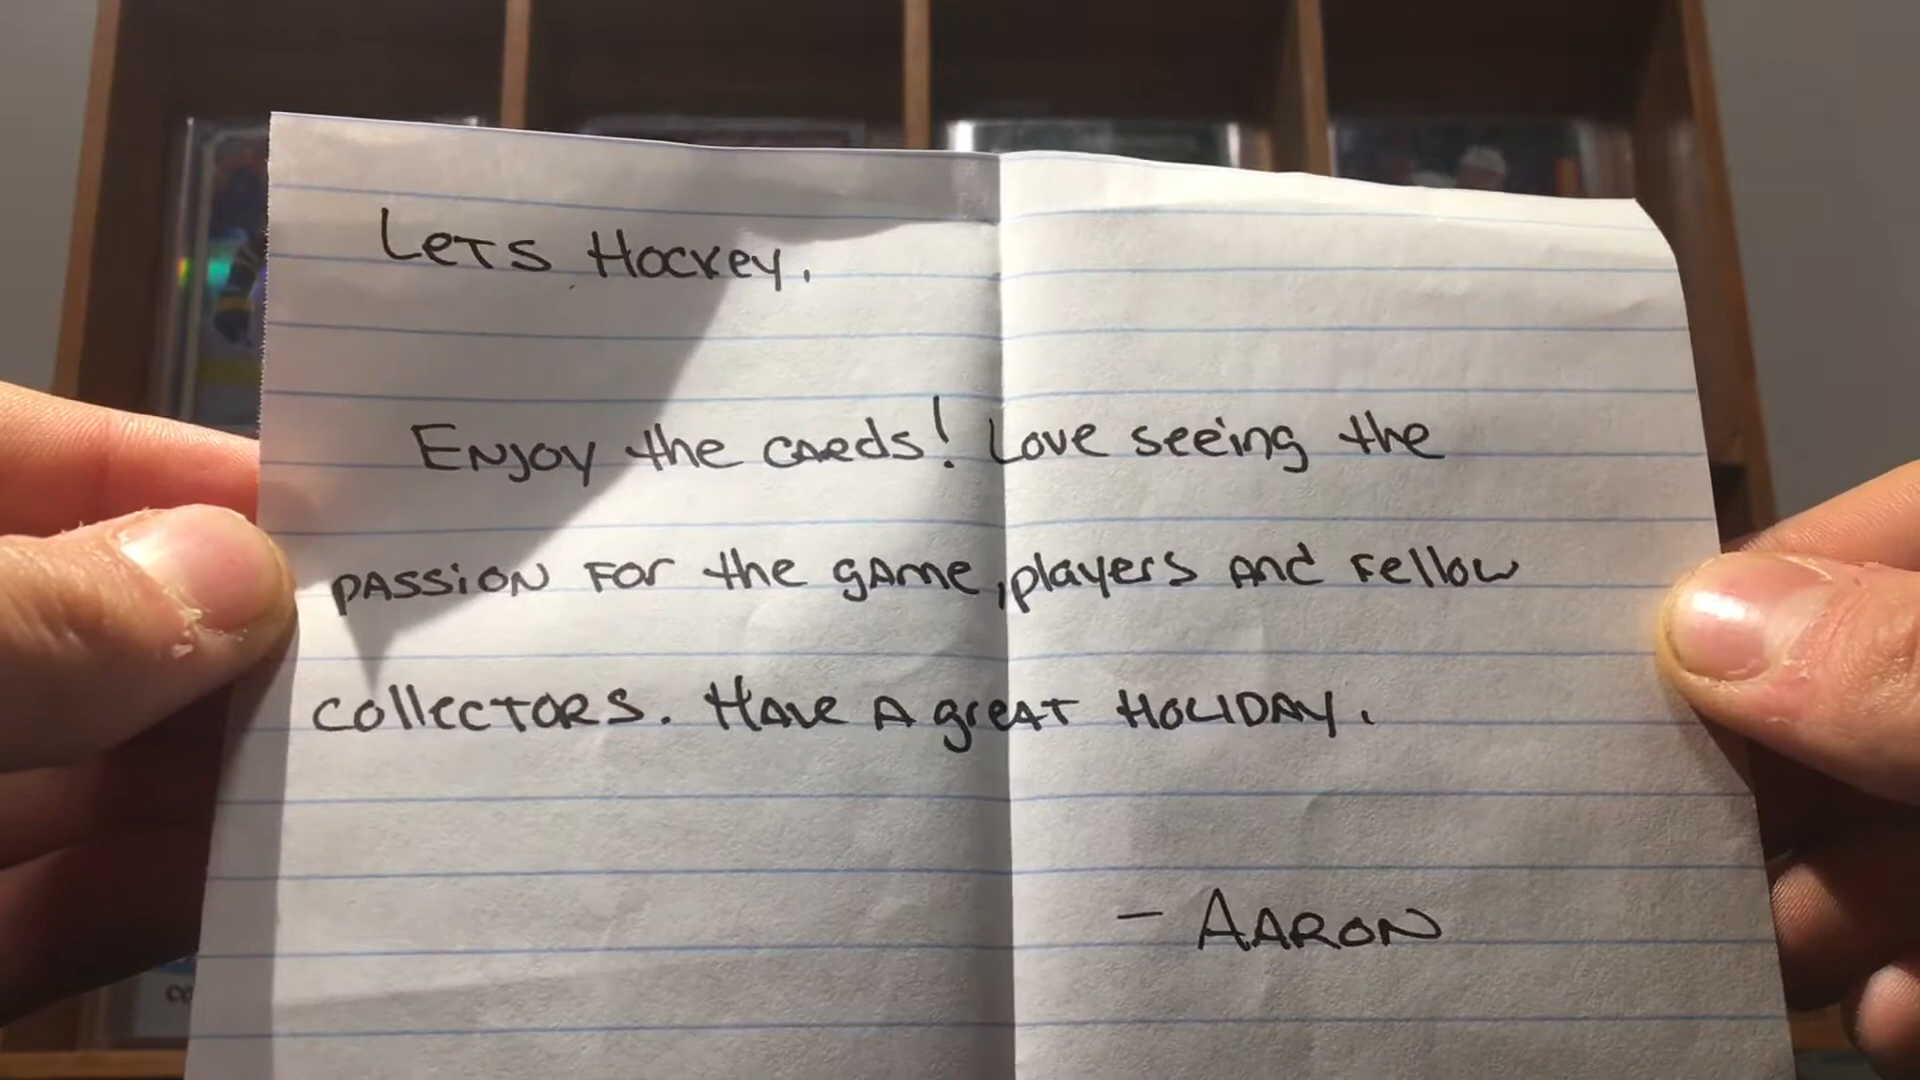 Lets Hockey,
Enjoy the cards! Love seeing the
passion for the game, players and fellow
collectors. Have a great Holiday.
- Aaron